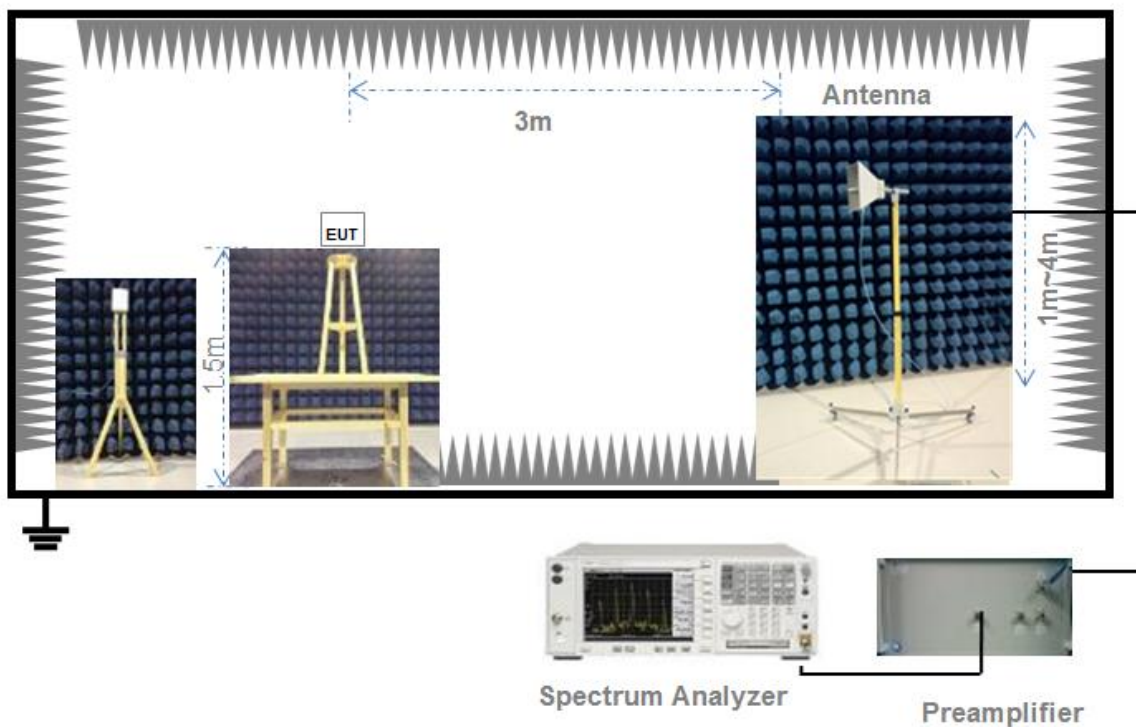 Antenna
3m
EUT
1.5m
1m~4m
Spectrum Analyzer
Preamplifier